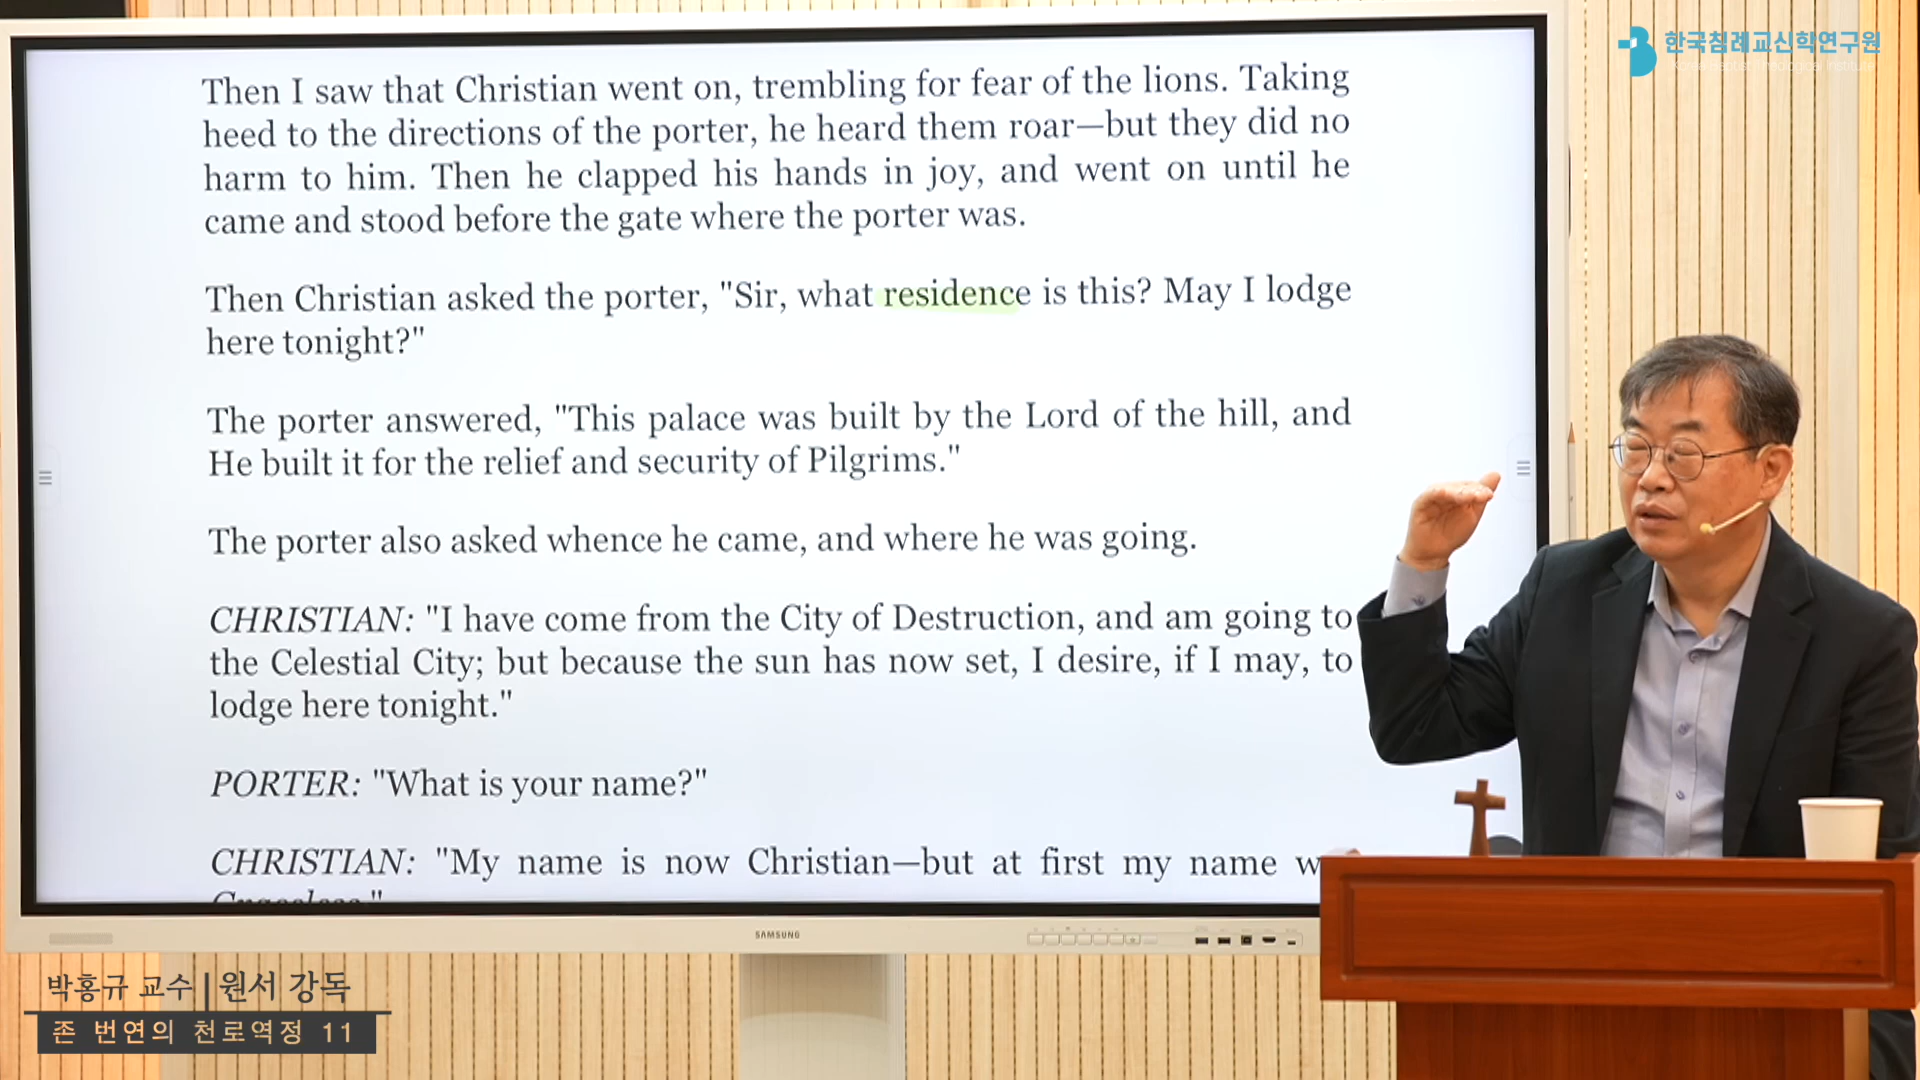 한국침례교신학연구원
Then I saw that Christian went on, trembling for fear of the lions. Taking
heed to the directions of the porter, he heard them roar—but they did no
harm to him. Then he clapped his hands in joy, and went on until he
came and stood before the gate where the porter was.
Then Christian asked the porter, "Sir, what residence is this? May I lodge
here tonight?"
The porter answered, "This palace was built by the Lord of the hill, and
He built it for the relief and security of Pilgrims."
The porter also asked whence he came, and where he was going.
CHRISTIAN: "I have come from the City of Destruction, and am going to
the Celestial City; but because the sun has now set, I desire, if I may, to
lodge here tonight."
PORTER: "What is your name?"
CHRISTIAN: "My name is now Christian—but at first my name
SAMSUNG
박홍규 교수 | 원서 강독
존 번연의 천로역정 11